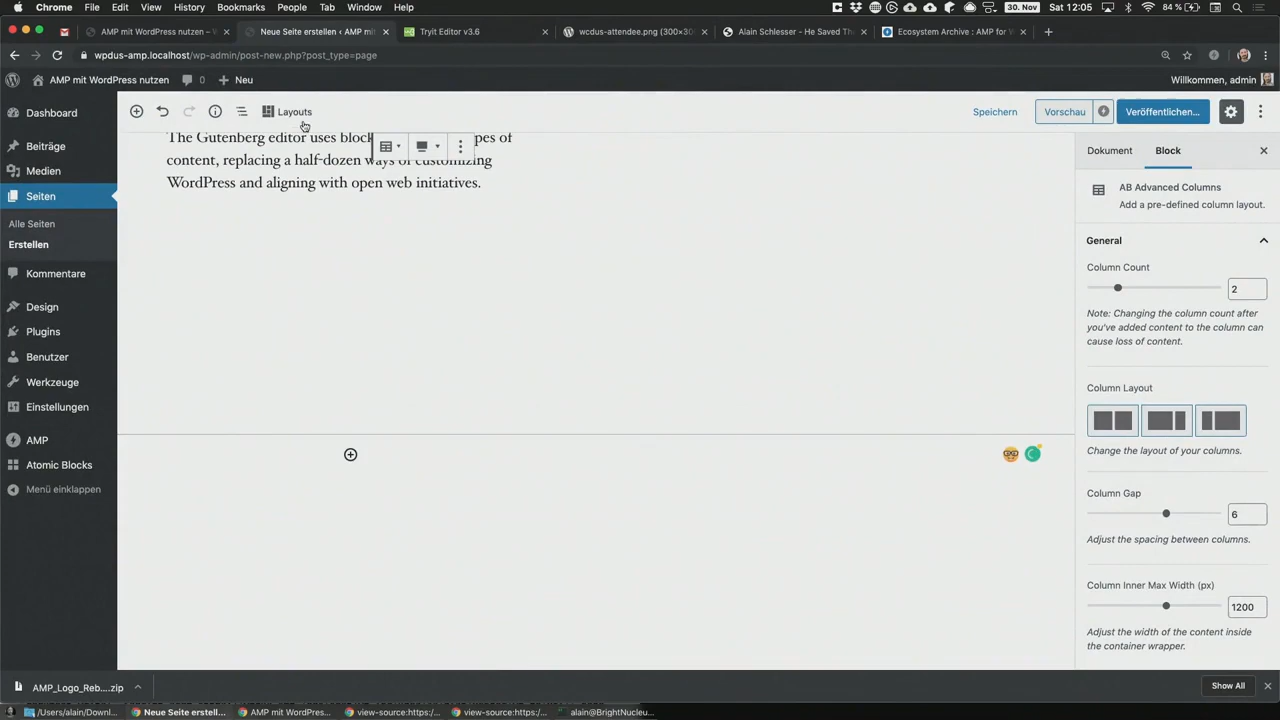 Chrome File Edit View History Bookmarks People Tab Window Help 30. Nov Sat 12:05 84 %
AMP mit WordPress nutzen – W
Neue Seite erstellen ‹ AMP mit
Tryit Editor v3.6
wcdus-attendee.png (300×30
Alain Schlesser - He Saved Th
Ecosystem Archive : AMP for W
wpdus-amp.localhost/wp-admin/post-new.php?post_type=page
AMP mit WordPress nutzen 0 Neu Willkommen, admin
Dashboard
Beiträge
Medien
Seiten
Alle Seiten
Erstellen
Kommentare
Design
Plugins
Benutzer
Werkzeuge
Einstellungen
AMP
Atomic Blocks
Menü einklappen
Layouts
Speichern
Vorschau
Veröffentlichen...
The Gutenberg editor uses block pes of
content, replacing a half-dozen ways of customizing
WordPress and aligning with open web initiatives.
Dokument
Block
AB Advanced Columns
Add a pre-defined column layout.
General
Column Count
2
Note: Changing the column count after
you've added content to the column can
cause loss of content.
Column Layout
Change the layout of your columns.
Column Gap
6
Adjust the spacing between columns.
Column Inner Max Width (px)
1200
Adjust the width of the content inside
the container wrapper.
AMP_Logo_Reb....zip
Show All
/Users/alain/Downl...
Neue Seite erstell...
AMP mit WordPress...
view-source:https:/...
view-source:https:/...
alain@BrightNucleu...